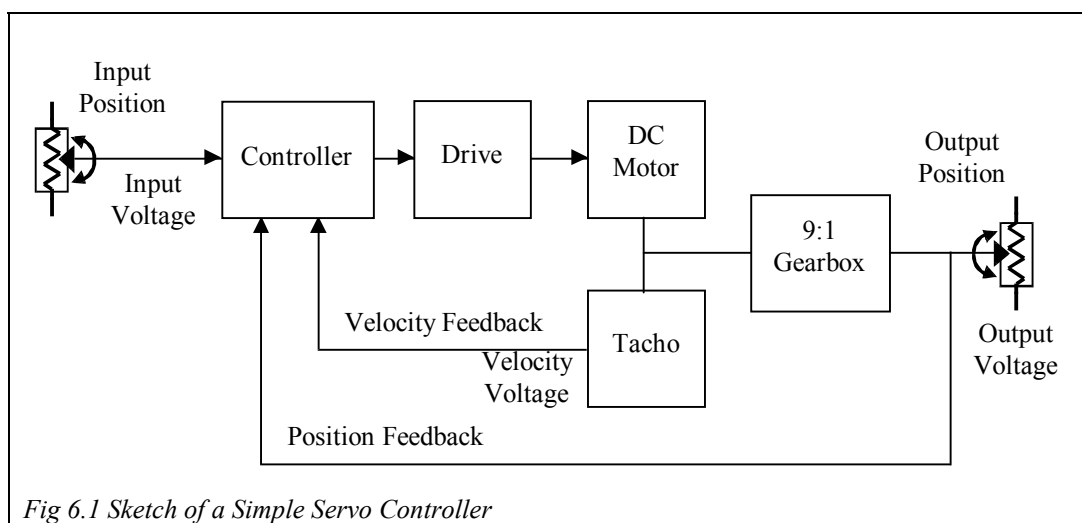 Input
Position
Input
Voltage
Controller
Drive
DC
Motor
9:1
Gearbox
Output
Position
Output
Voltage
Tacho
Velocity Feedback
Velocity
Voltage
Position Feedback
Fig 6.1 Sketch of a Simple Servo Controller